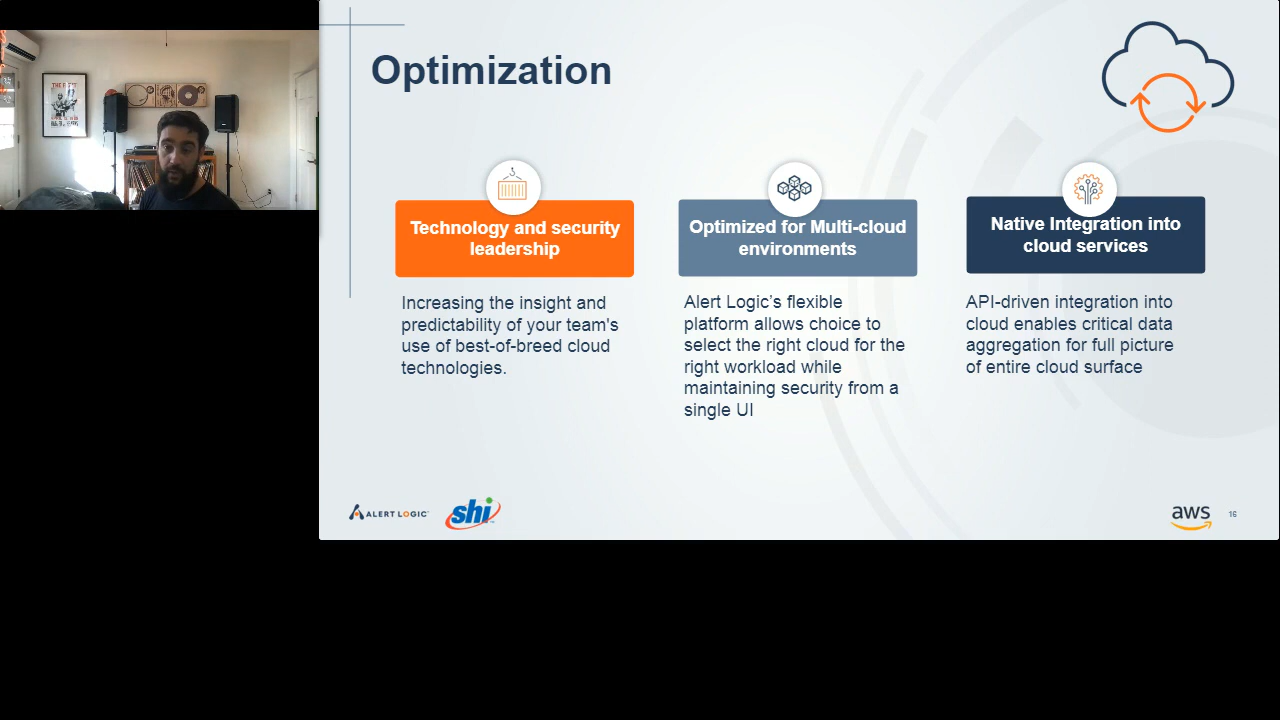 Optimization
Technology and security
leadership
Increasing the insight and
predictability of your team's
use of best-of-breed cloud
technologies.
Optimized for Multi-cloud
environments
Alert Logic’s flexible
platform allows choice to
select the right cloud for the
right workload while
maintaining security from a
single UI
Native Integration into
cloud services
API-driven integration into
cloud enables critical data
aggregation for full picture
of entire cloud surface
ALERT LOGIC
shi
aws
16